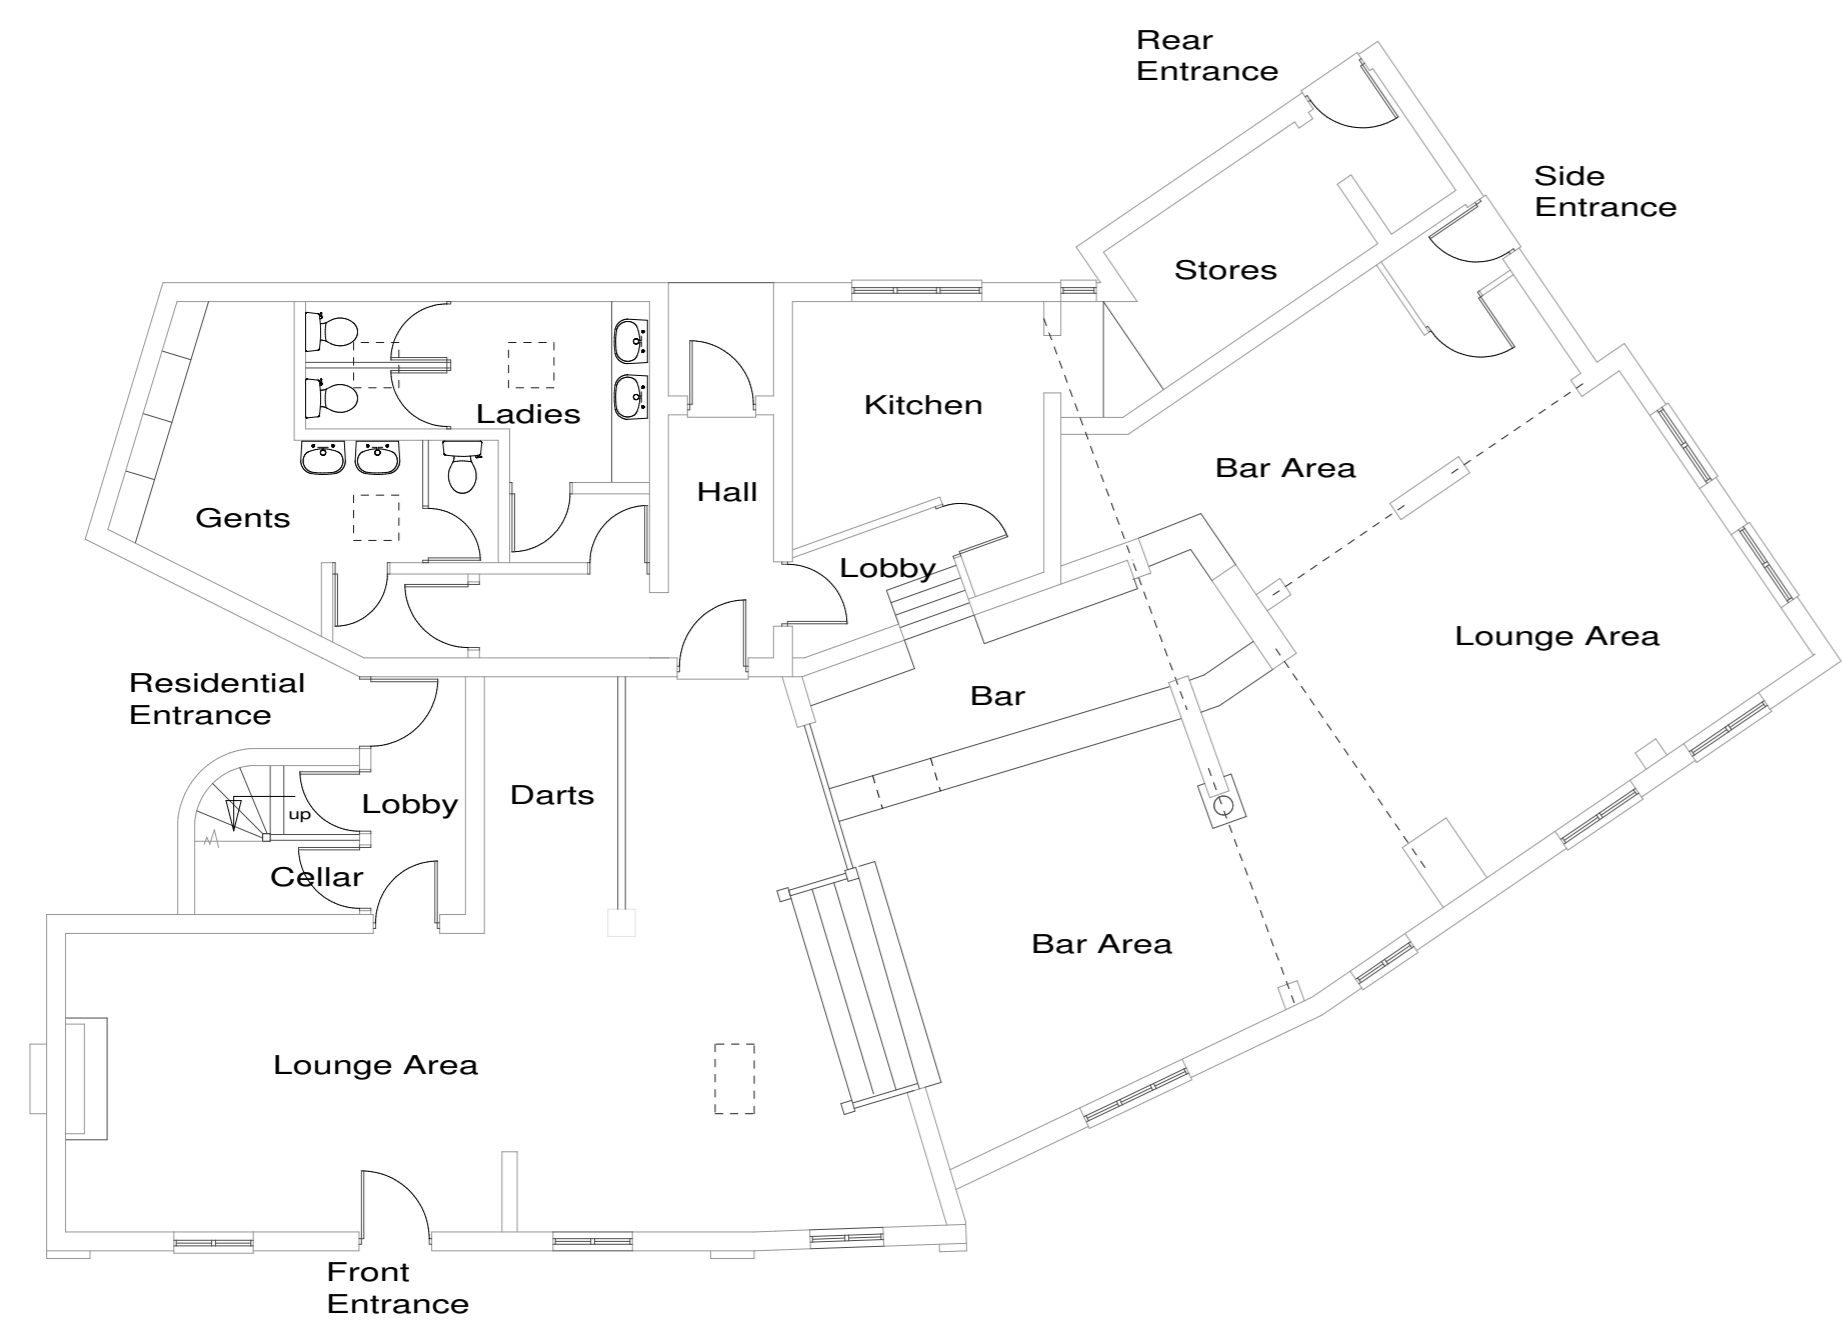 Rear
Entrance
Side
Entrance
Stores
Kitchen
Ladies
Bar Area
Hall
Gents
Lobby
Lounge Area
Residential
Entrance
Bar
Darts
Lobby
up
Cellar
Bar Area
Lounge Area
Front
Entrance